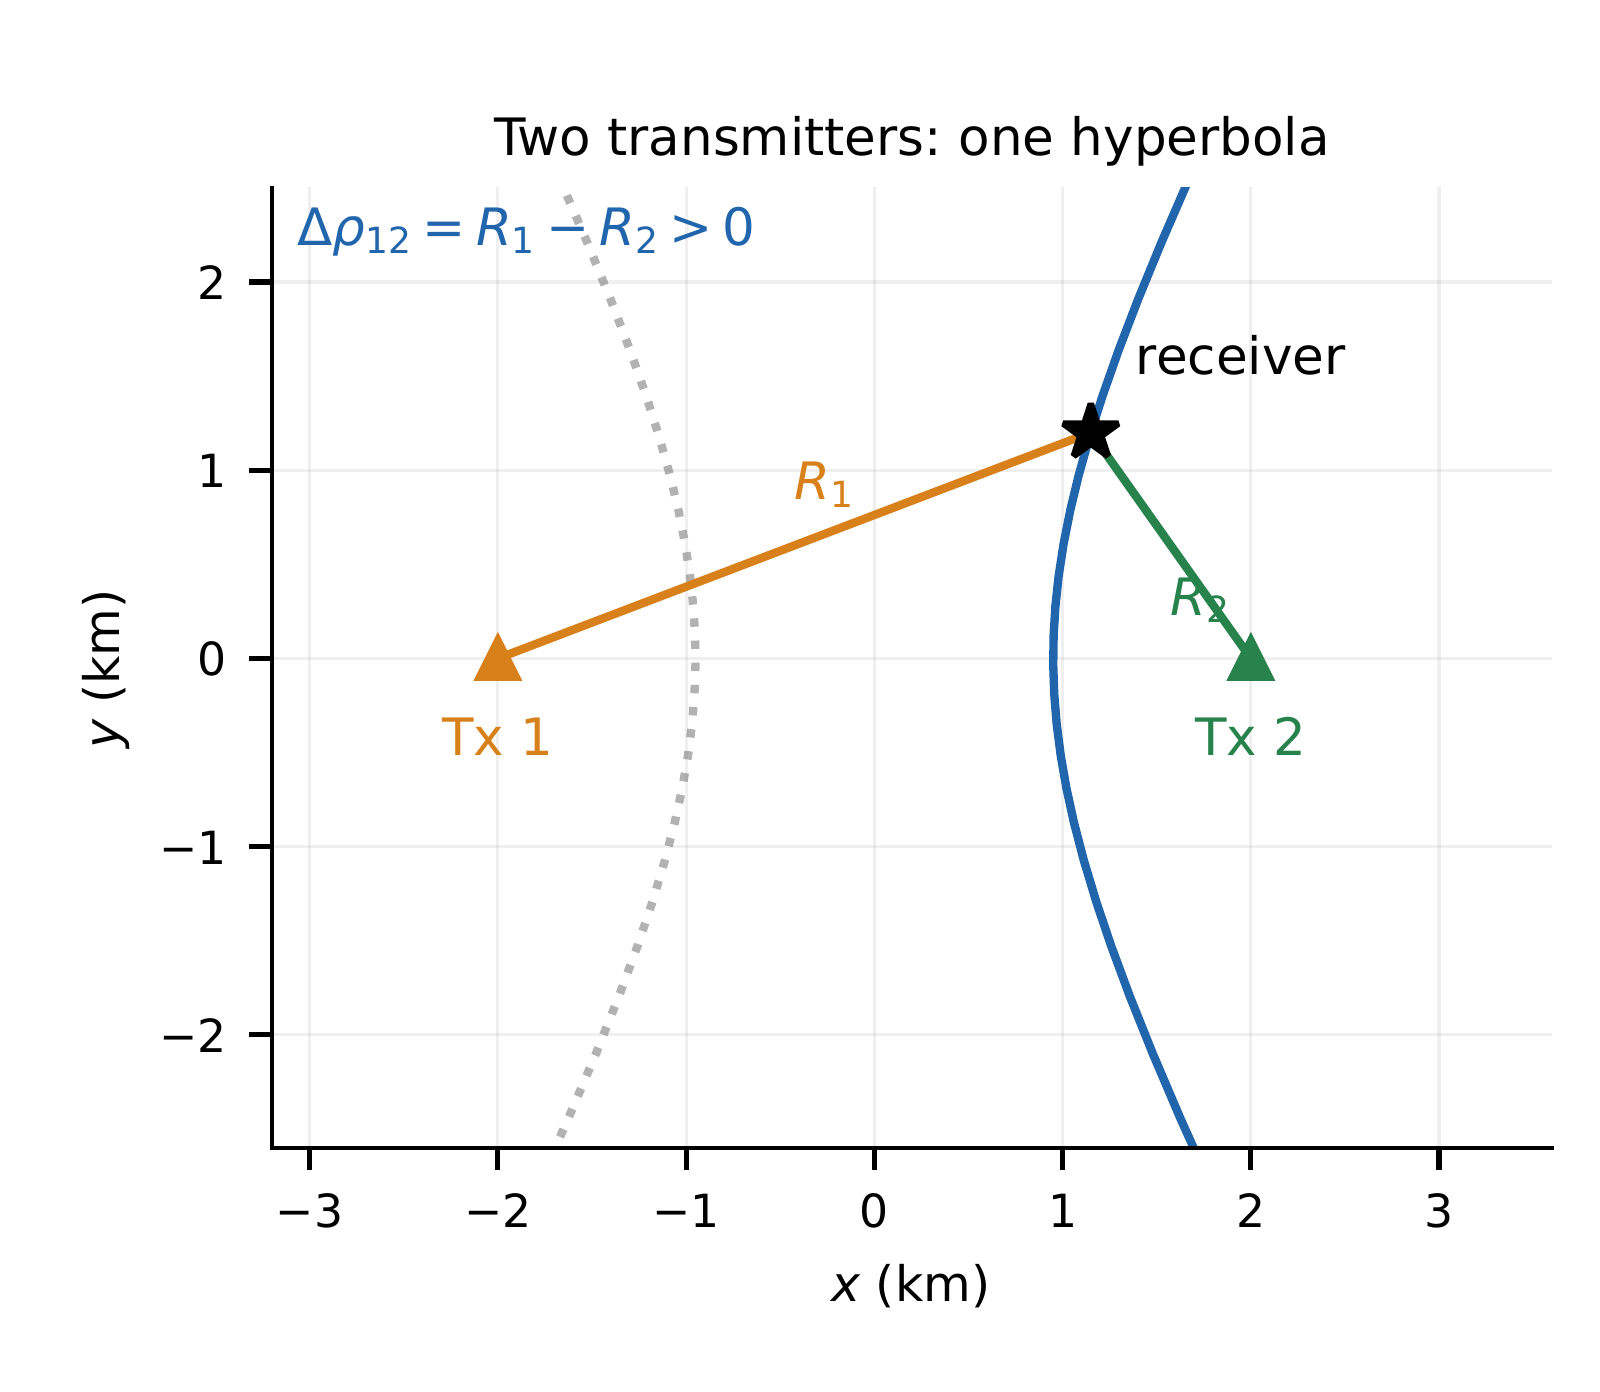 Two transmitters: one hyperbola
Δρ₁₂ = R₁ − R₂ > 0
2
receiver
1
R₁
R₂
0
Tx 1
Tx 2
−1
−2
y (km)
−3 −2 −1 0 1 2 3
x (km)